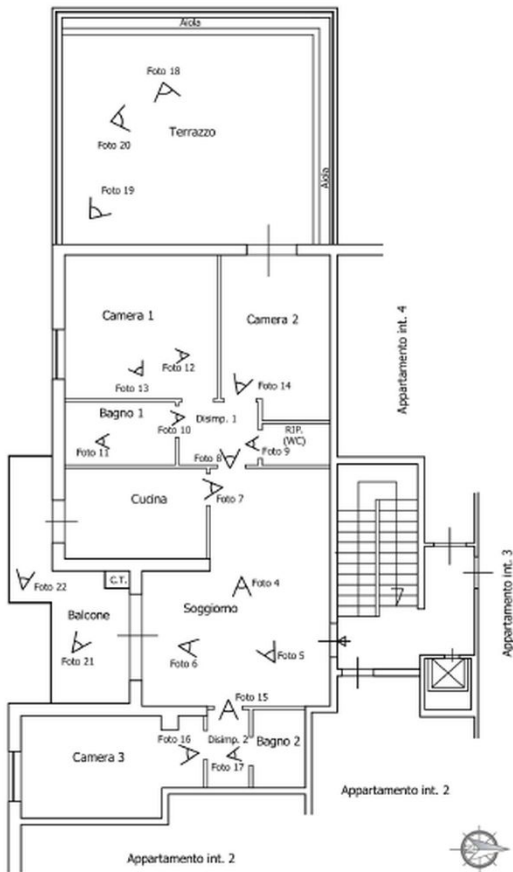 Aiola
Foto 18
Foto 20
Terrazzo
Foto 19
Aiola
Camera 1
Camera 2
Appartamento int. 4
Foto 12
Foto 13
Foto 14
Bagno 1
Foto 10
Disimp. 1
RIP.
(WC)
Foto 11
Foto 8
Foto 9
Cucina
Foto 7
C.T.
Foto 22
Foto 4
Balcone
Soggiorno
Appartamento int. 3
Foto 21
Foto 6
Foto 5
Foto 15
Foto 16
Disimp. 2
Bagno 2
Camera 3
Foto 17
Appartamento int. 2
Appartamento int. 2